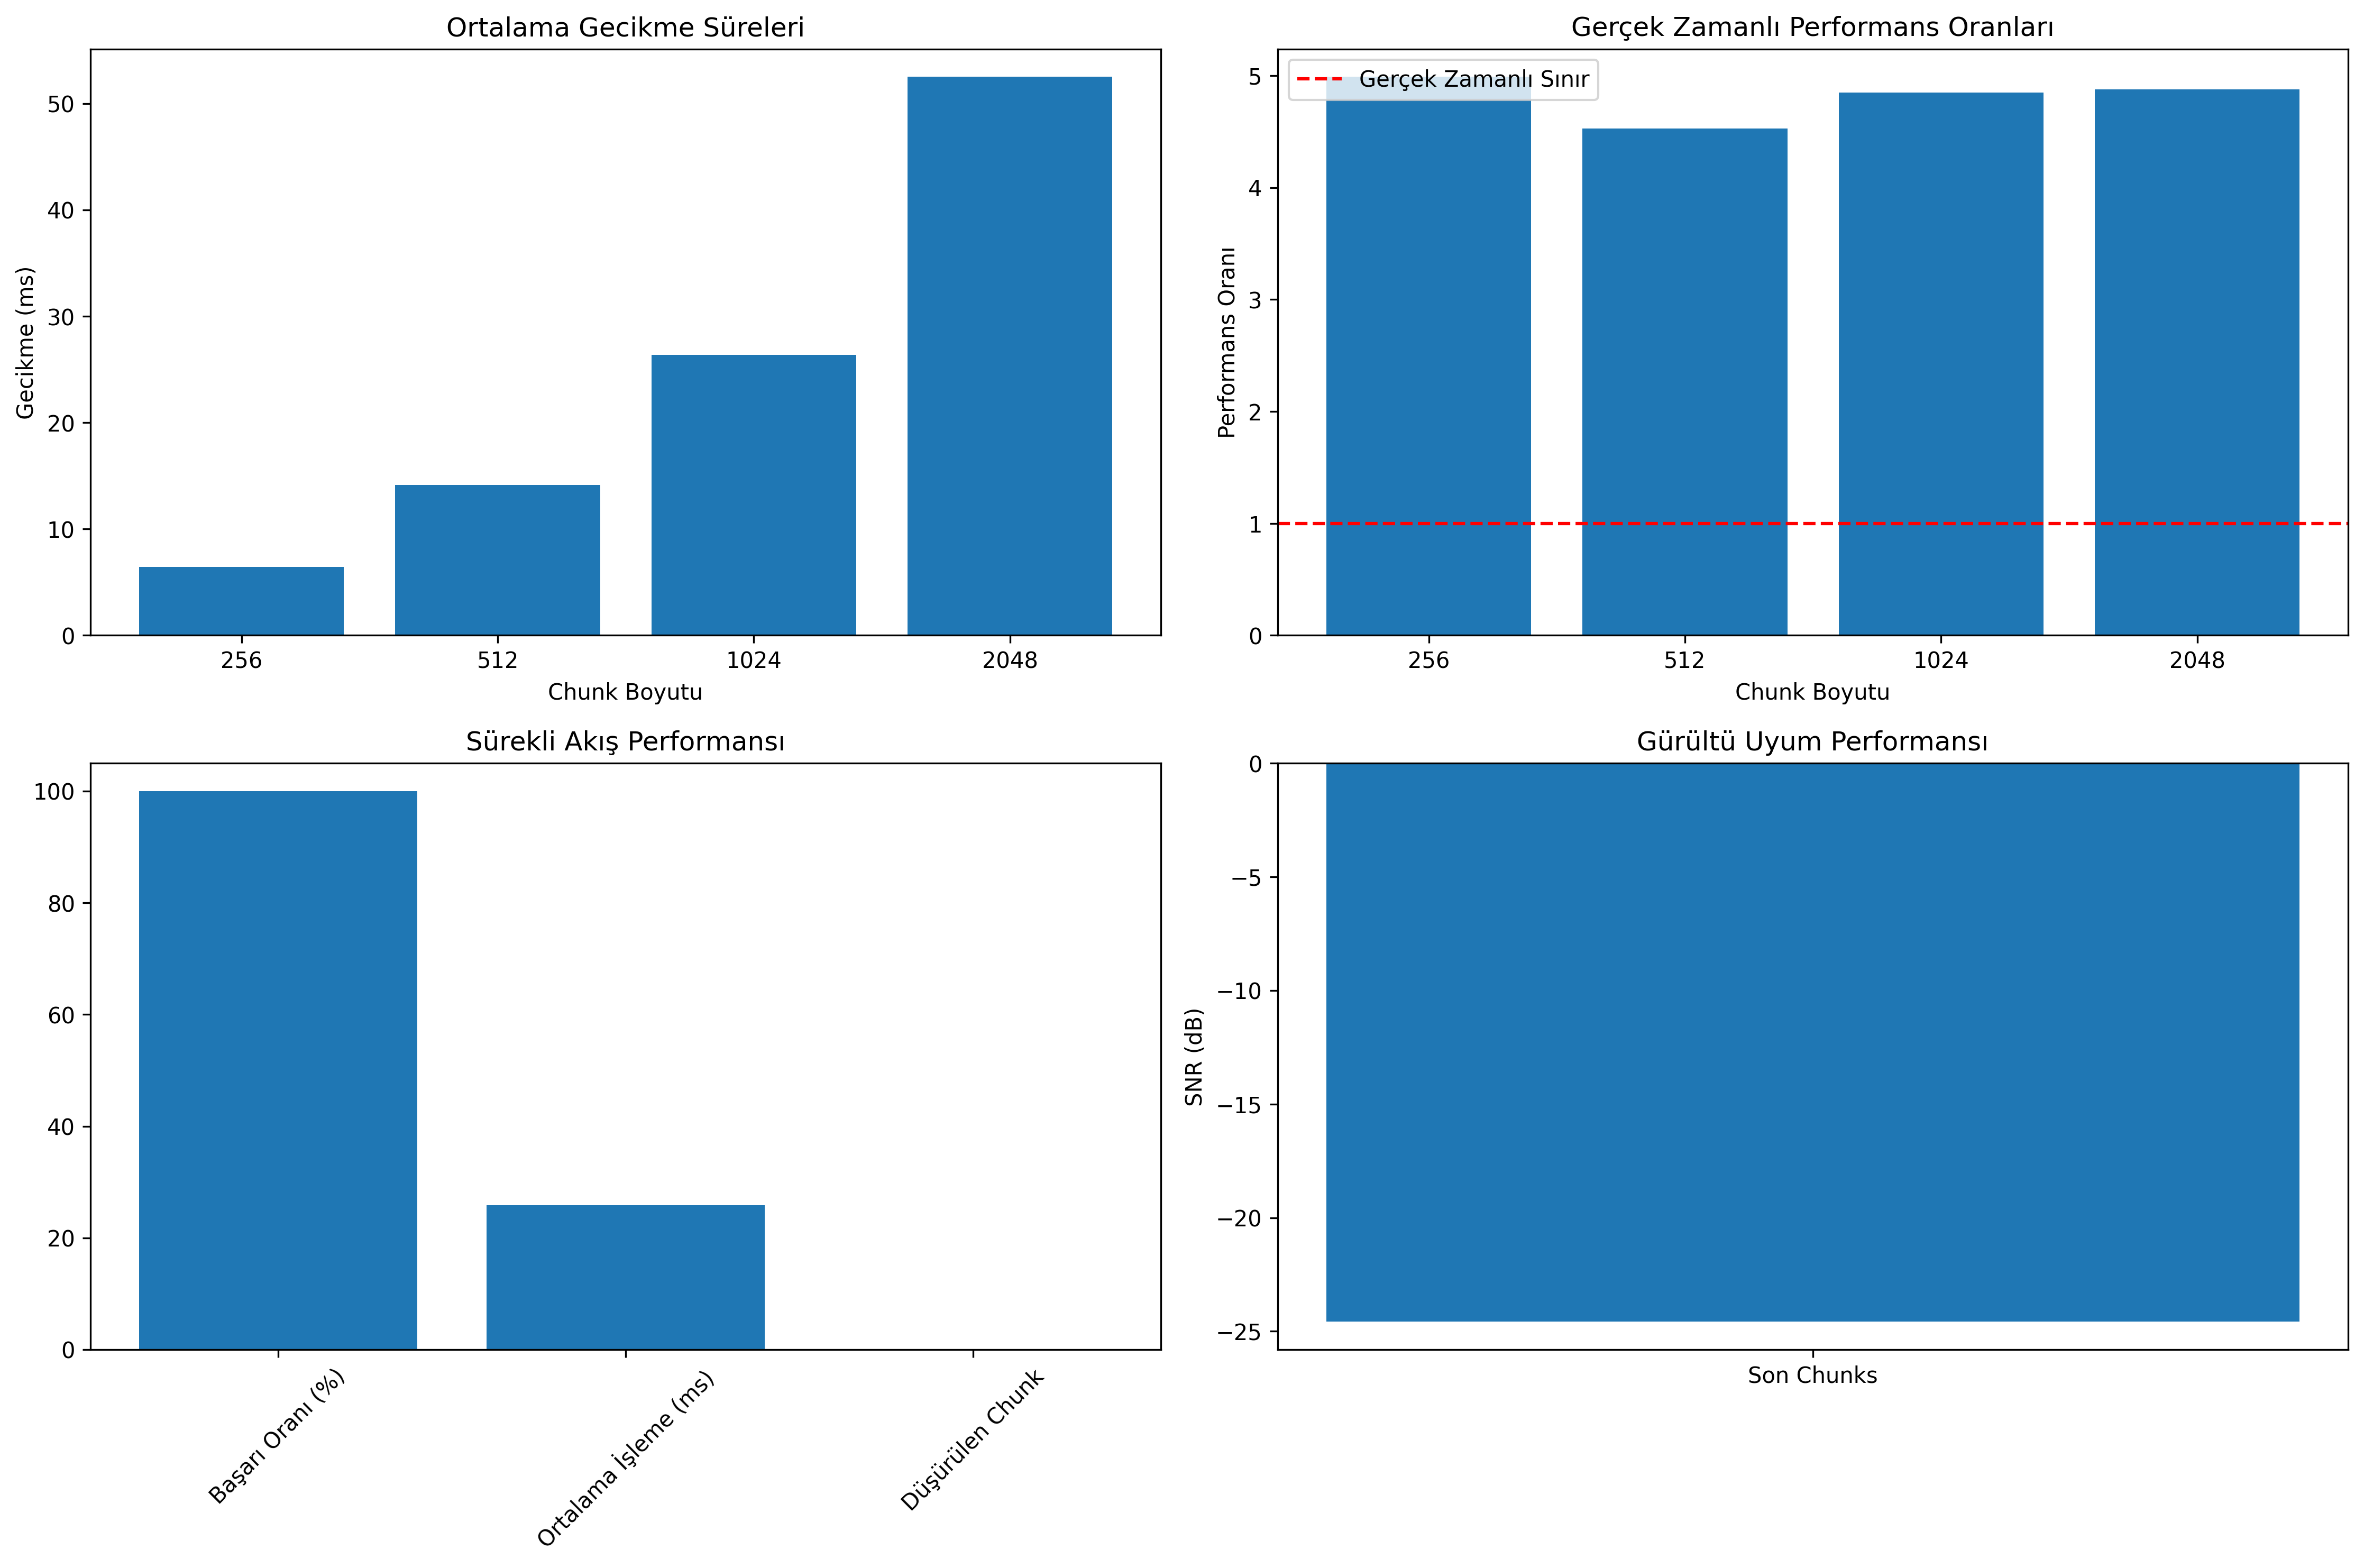 Ortalama Gecikme Süreleri
50
40
30
20
10
0
Gecikme (ms)
256 512 1024 2048
Chunk Boyutu
Gerçek Zamanlı Performans Oranları
Gerçek Zamanlı Sınır
5
4
3
2
1
0
Performans Oranı
256 512 1024 2048
Chunk Boyutu
Sürekli Akış Performansı
100
80
60
40
20
0
Başarı Oranı (%)
Ortalama İşleme (ms)
Düşürülen Chunk
Gürültü Uyum Performansı
0
−5
−10
−15
−20
−25
SNR (dB)
Son Chunks